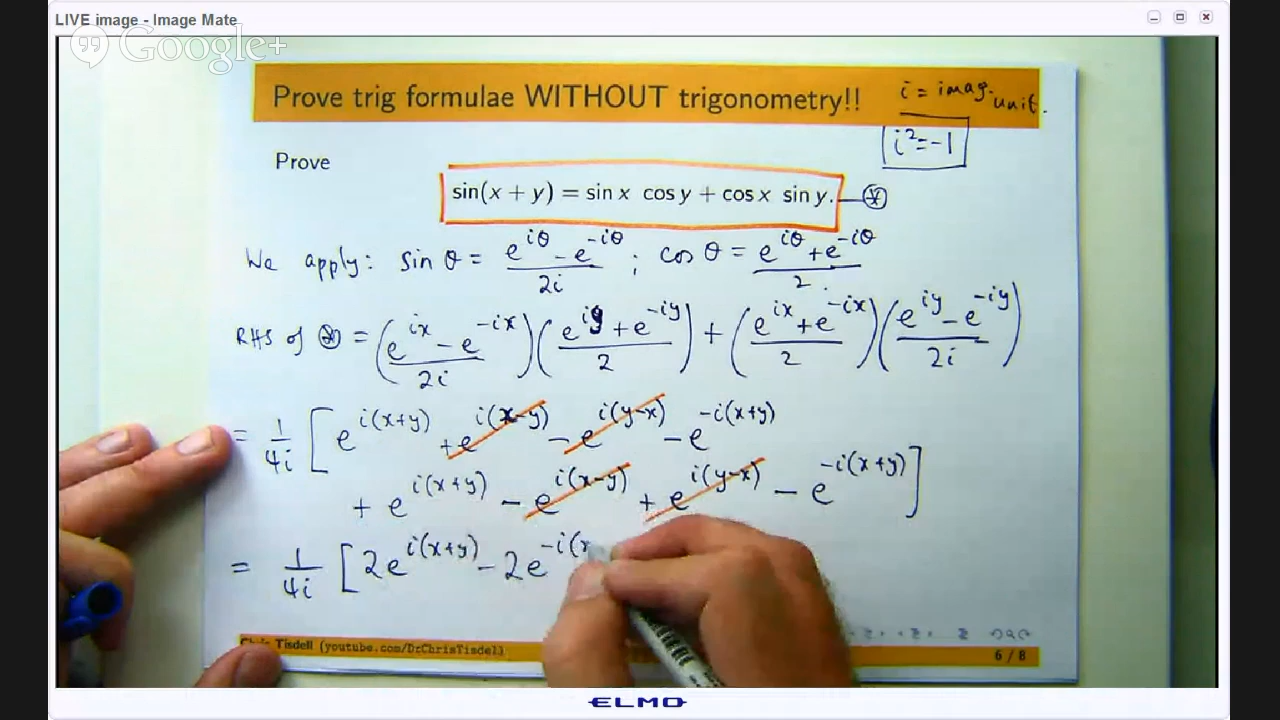 LIVE image - Image Mate
Google+
Prove trig formulae WITHOUT trigonometry!!
i = imag. unit.
i² = -1
Prove
sin(x + y) = sin x cos y + cos x sin y. — ⊛
We apply: sin θ = (e^{iθ} - e^{-iθ})/2i ; cos θ = (e^{iθ} + e^{-iθ})/2.
RHS of ⊛ = ((e^{ix} - e^{-ix})/2i)((e^{iy} + e^{-iy})/2) + ((e^{ix} + e^{-ix})/2)((e^{iy} - e^{-iy})/2i)
= 1/4i [ e^{i(x+y)} + e^{i(x-y)} - e^{i(y-x)} - e^{-i(x+y)}
+ e^{i(x+y)} - e^{i(x-y)} + e^{i(y-x)} - e^{-i(x+y)} ]
= 1/4i [ 2e^{i(x+y)} - 2e^{-i(x
Chris Tisdell (youtube.com/DrChrisTisdell)
6 / 8
ELMO